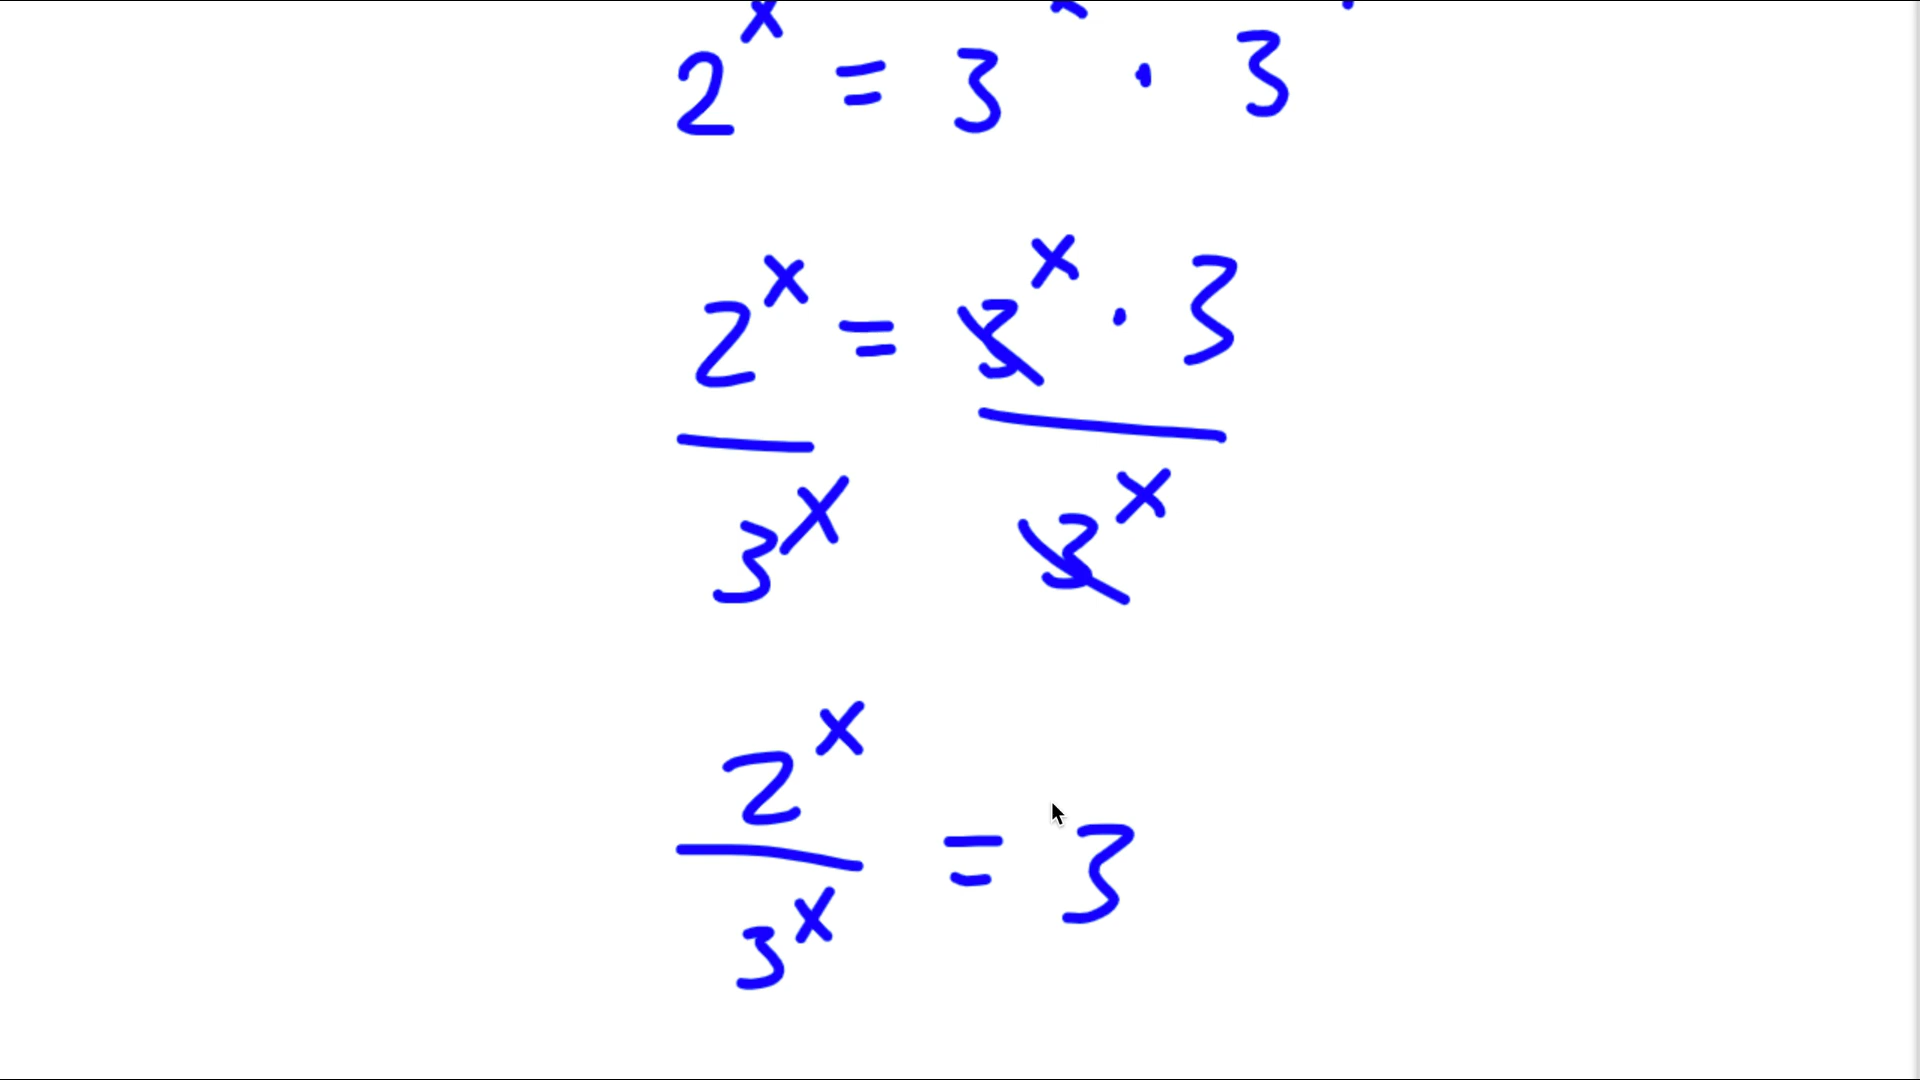 2^x = 3^x · 3
2^x = 3^x · 3
3^x 3^x
2^x
= 3
3^x